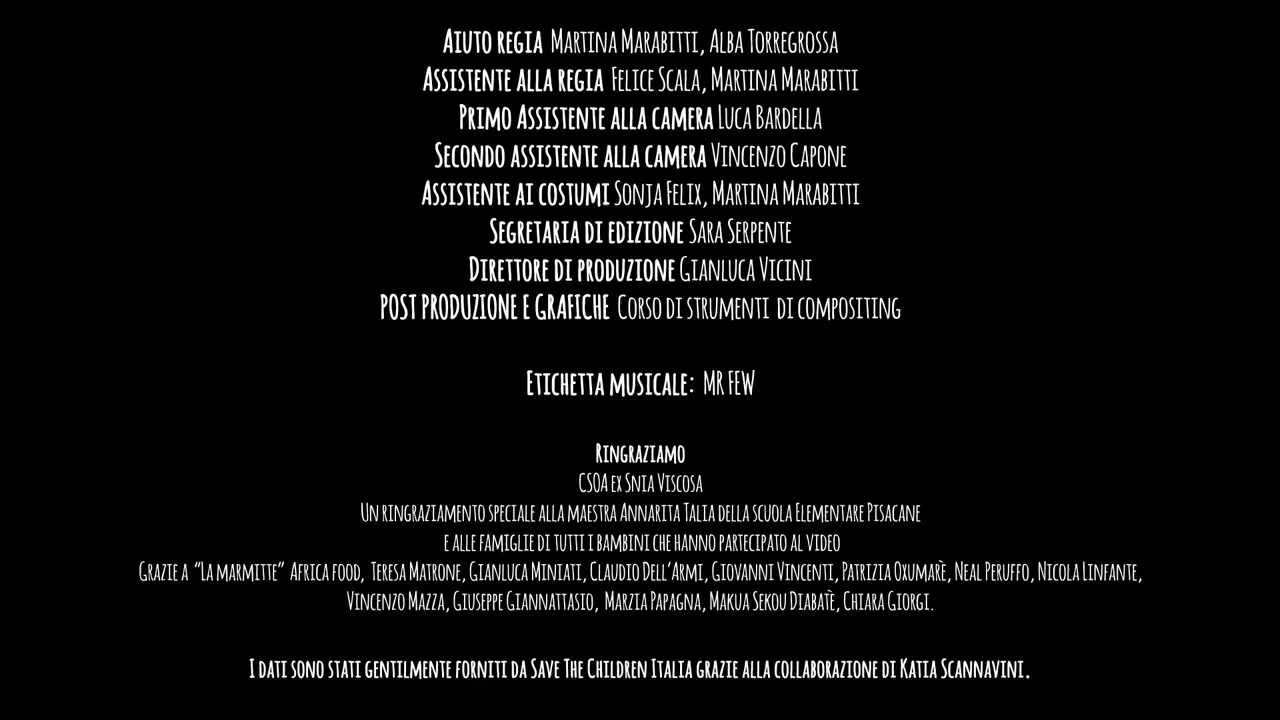 Aiuto regia Martina Marabitti, Alba Torregrossa
Assistente alla regia Felice Scala, Martina Marabitti
Primo Assistente alla camera Luca Bardella
Secondo assistente alla camera Vincenzo Capone
Assistente ai costumi Sonja Felix, Martina Marabitti
Segretaria di edizione Sara Serpente
Direttore di produzione Gianluca Vicini
POST PRODUZIONE E GRAFICHE Corso di strumenti di compositing
Etichetta musicale: MR FEW
Ringraziamo
CSOA ex Snia Viscosa
Un ringraziamento speciale alla maestra Annarita Talia della scuola Elementare Pisacane
e alle famiglie di tutti i bambini che hanno partecipato al video
Grazie a "La marmitte" Africa food, Teresa Matrone, Gianluca Miniati, Claudio Dell'Armi, Giovanni Vincenti, Patrizia Oxumarè, Neal Peruffo, Nicola Linfante,
Vincenzo Mazza, Giuseppe Giannattasio, Marzia Papagna, Makua Sekou Diabatè, Chiara Giorgi.
I dati sono stati gentilmente forniti da Save The Children Italia grazie alla collaborazione di Katia Scannavini.